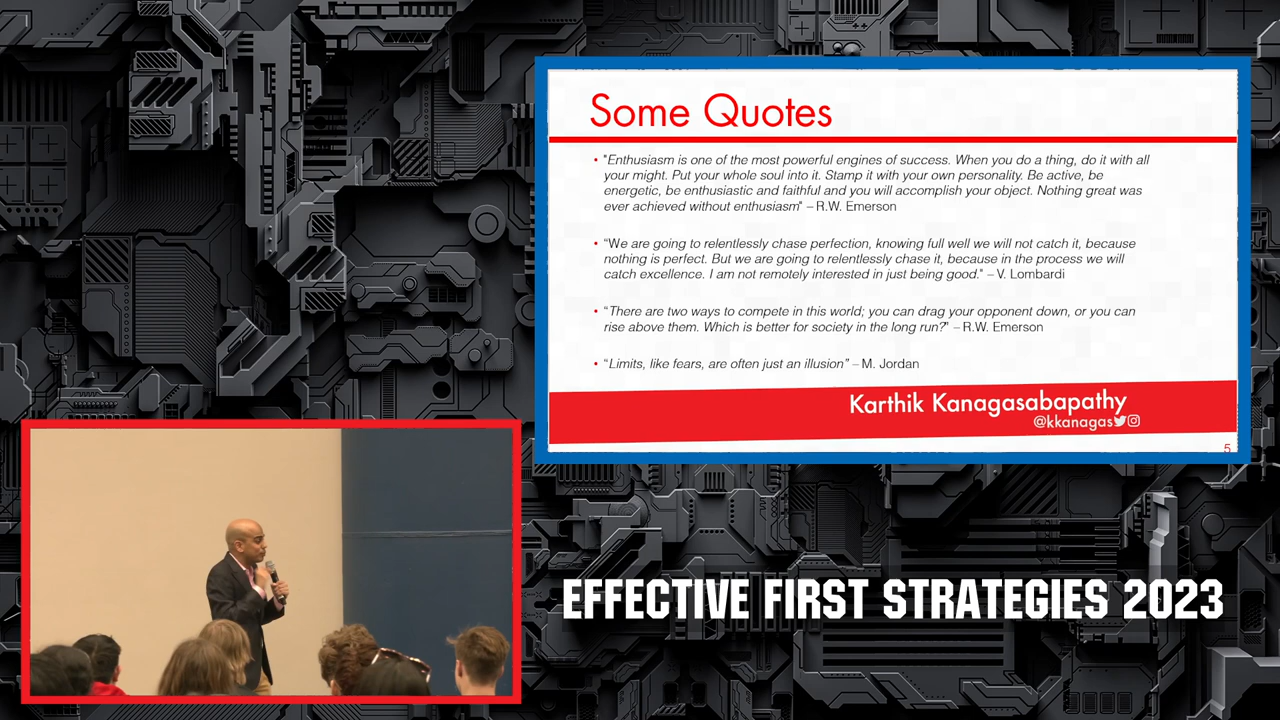 Some Quotes
• "Enthusiasm is one of the most powerful engines of success. When you do a thing, do it with all
your might. Put your whole soul into it. Stamp it with your own personality. Be active, be
energetic, be enthusiastic and faithful and you will accomplish your object. Nothing great was
ever achieved without enthusiasm" – R.W. Emerson
• “We are going to relentlessly chase perfection, knowing full well we will not catch it, because
nothing is perfect. But we are going to relentlessly chase it, because in the process we will
catch excellence. I am not remotely interested in just being good." – V. Lombardi
• “There are two ways to compete in this world; you can drag your opponent down, or you can
rise above them. Which is better for society in the long run?” – R.W. Emerson
• “Limits, like fears, are often just an illusion” – M. Jordan
Karthik Kanagasabapathy
@kkanagas
5
EFFECTIVE FIRST STRATEGIES 2023